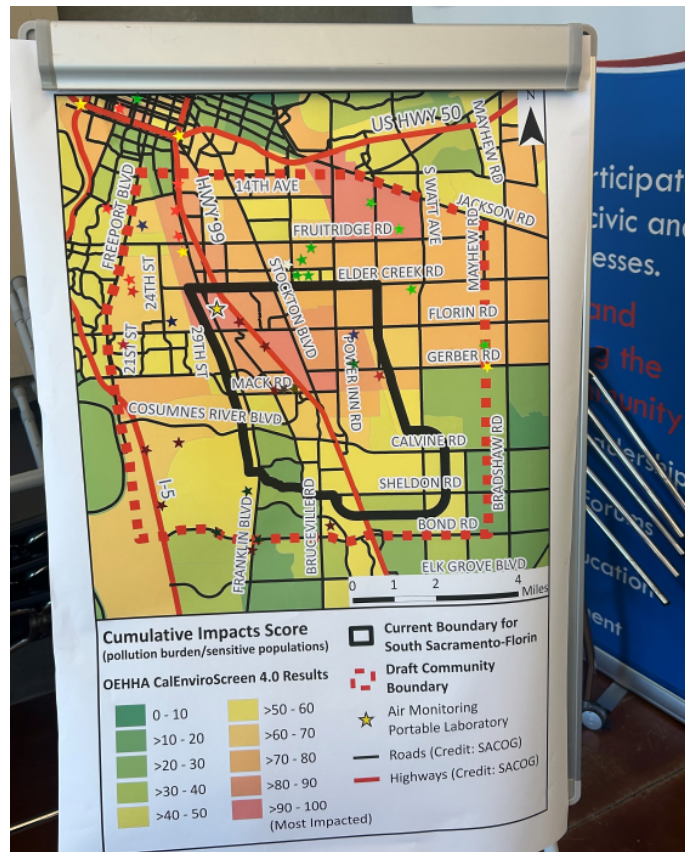 N
US HWY 50
MAYHEW RD
14TH AVE
S WATT AVE
JACKSON RD
FREEPORT BLVD
HWY 99
FRUITRIDGE RD
MAYHEW RD
24TH ST
STOCKTON BLVD
ELDER CREEK RD
FLORIN RD
21ST ST
29TH ST
POWER INN RD
GERBER RD
MACK RD
COSUMNES RIVER BLVD
CALVINE RD
BRADSHAW RD
I-5
SHELDON RD
FRANKLIN BLVD
BRUCEVILLE RD
BOND RD
ELK GROVE BLVD
0 1 2 4
Miles
Cumulative Impacts Score
(pollution burden/sensitive populations)
OEHHA CalEnviroScreen 4.0 Results
0 - 10
>10 - 20
>20 - 30
>30 - 40
>40 - 50
>50 - 60
>60 - 70
>70 - 80
>80 - 90
>90 - 100
(Most Impacted)
Current Boundary for
South Sacramento-Florin
Draft Community
Boundary
Air Monitoring
Portable Laboratory
Roads (Credit: SACOG)
Highways (Credit: SACOG)
rticipat
civic an
esses.
and
g the
munity
adership
Forums
ucation
ment